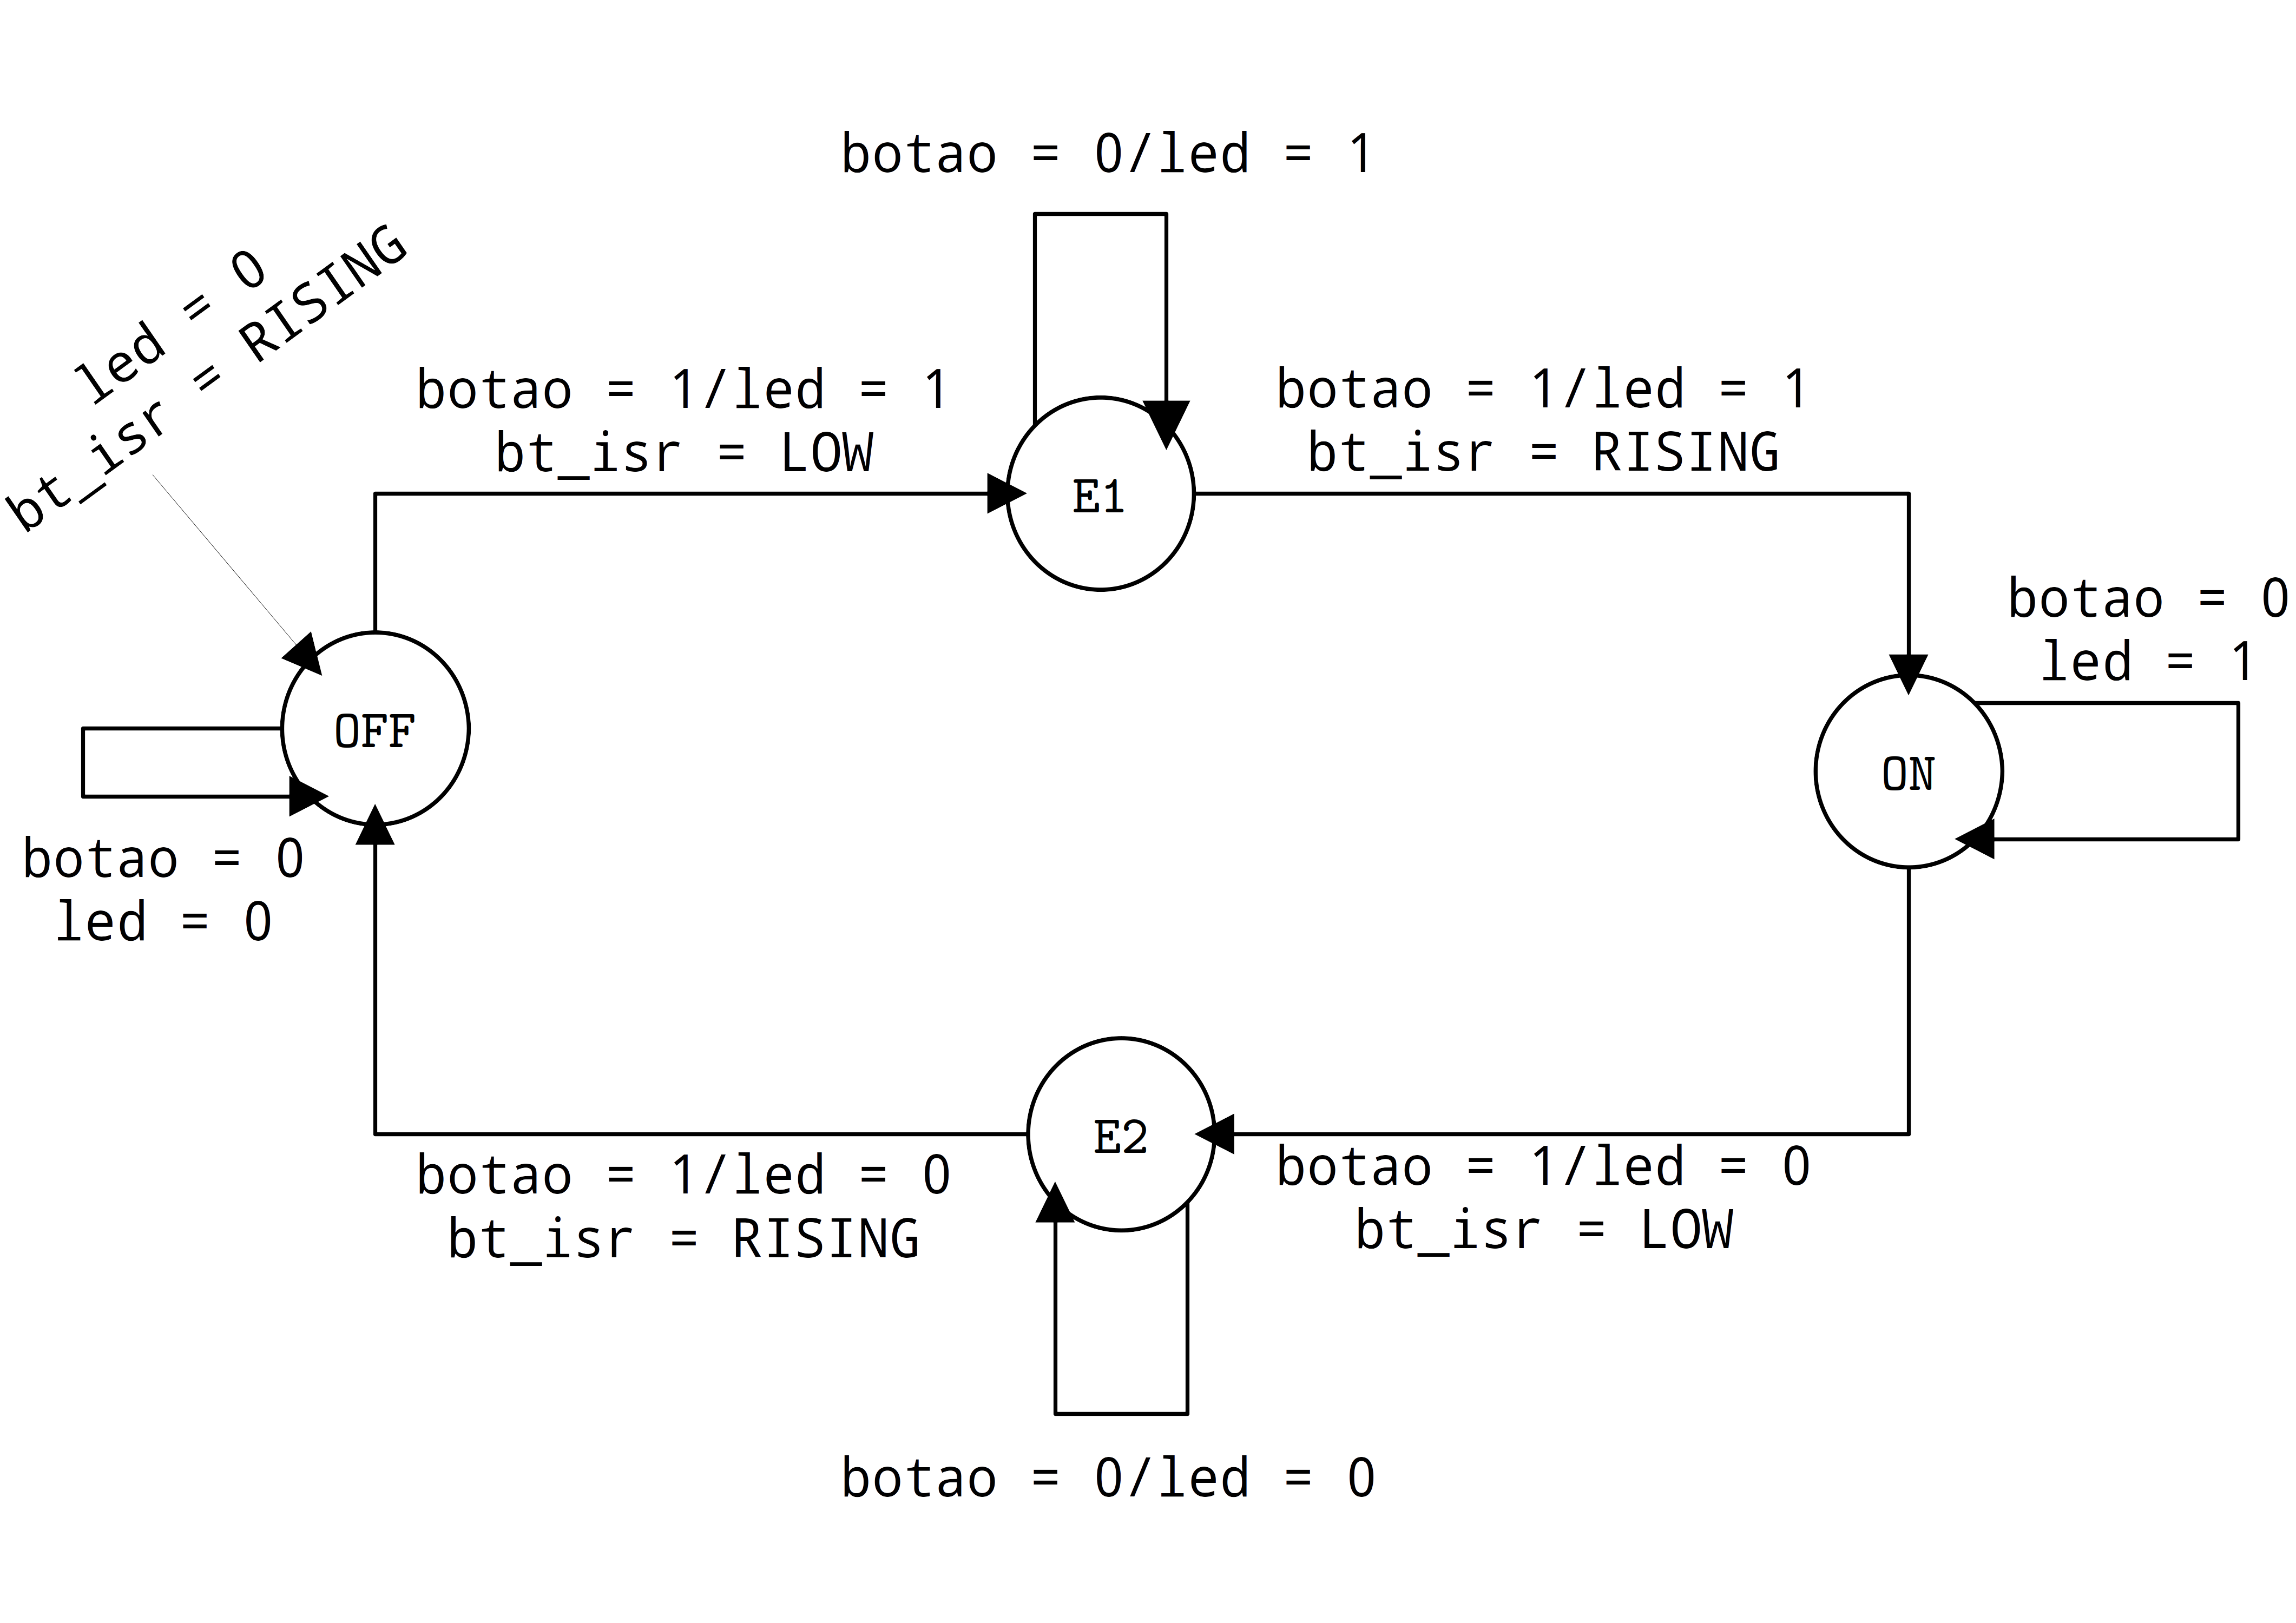 botao = 0/led = 1
led = 0
bt_isr = RISING
botao = 1/led = 1
bt_isr = LOW
botao = 1/led = 1
bt_isr = RISING
E1
botao = 0
led = 1
OFF
ON
botao = 0
led = 0
E2
botao = 1/led = 0
bt_isr = RISING
botao = 1/led = 0
bt_isr = LOW
botao = 0/led = 0